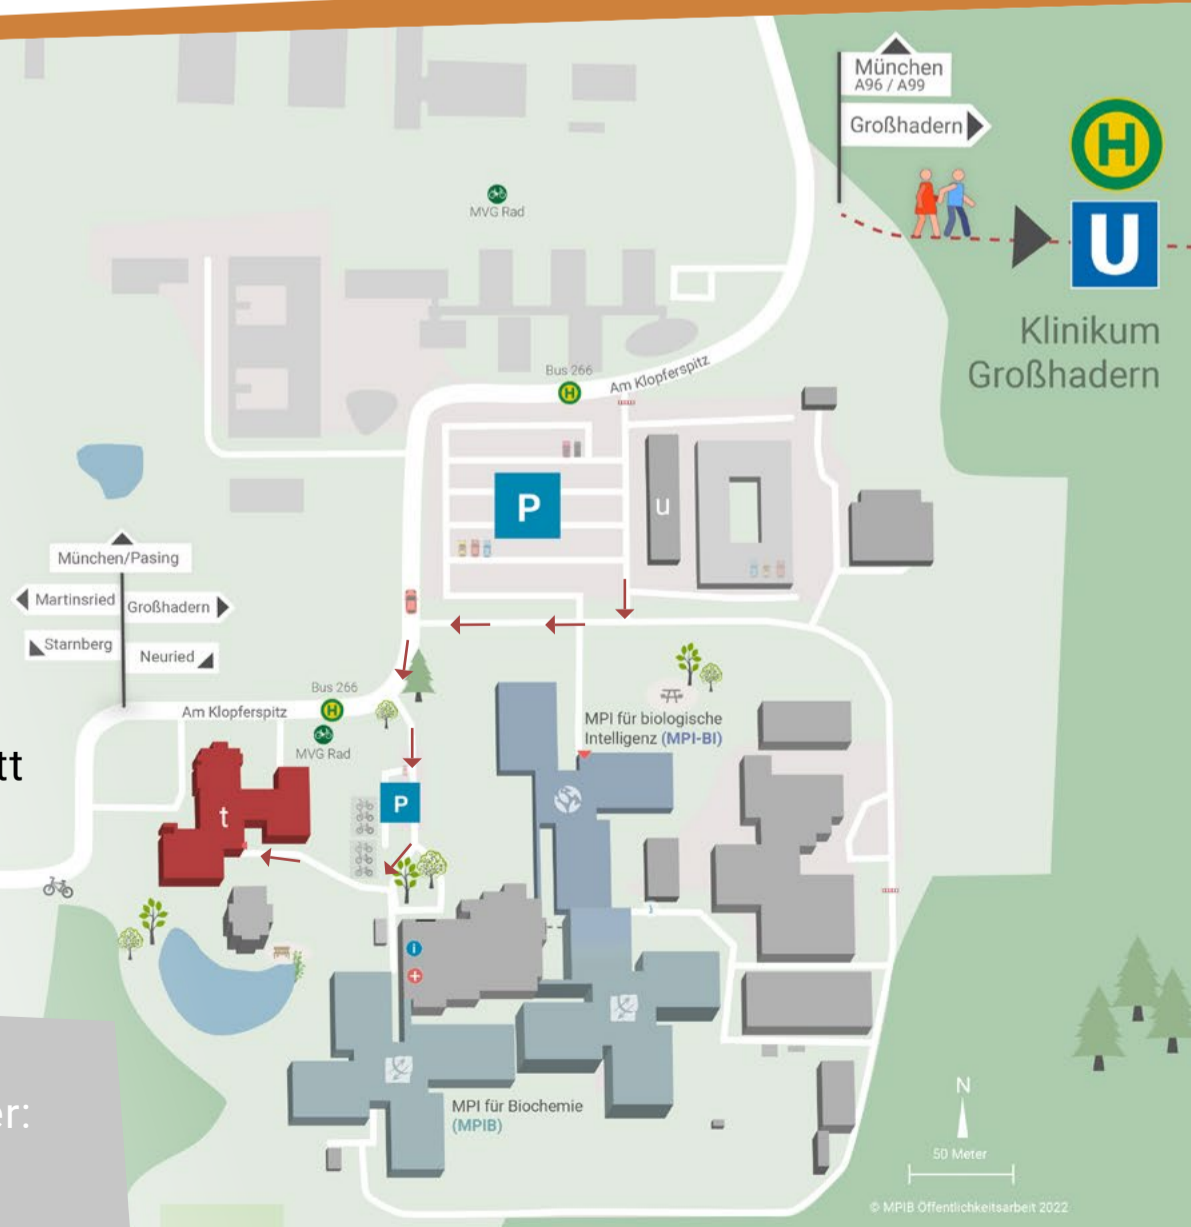 München
A96 / A99
Großhadern
H
U
Klinikum
Großhadern
MVG Rad
Bus 266
H
Am Klopferspitz
P
u
München/Pasing
Martinsried
Großhadern
Starnberg
Neuried
Bus 266
H
Am Klopferspitz
MVG Rad
MPI für biologische
Intelligenz (MPI-BI)
tt
P
t
i
MPI für Biochemie
(MPIB)
er:
N
50 Meter
© MPIB Öffentlichkeitsarbeit 2022